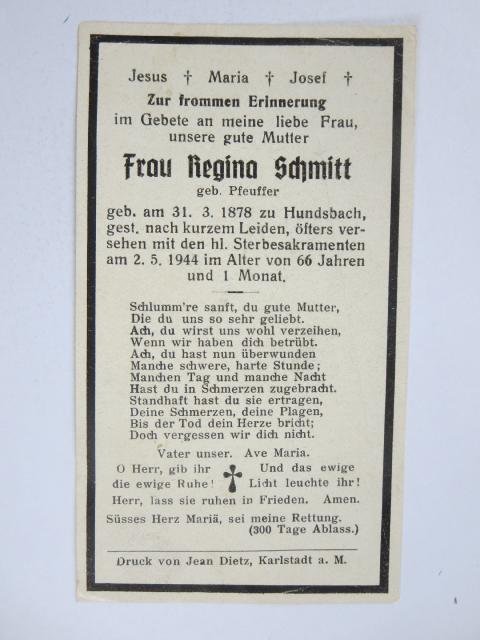 Jesus † Maria † Josef †
Zur frommen Erinnerung
im Gebete an meine liebe Frau,
unsere gute Mutter
Frau Regina Schmitt
geb. Pfeuffer
geb. am 31. 3. 1878 zu Hundsbach,
gest. nach kurzem Leiden, öfters ver-
sehen mit den hl. Sterbesakramenten
am 2. 5. 1944 im Alter von 66 Jahren
und 1 Monat.
Schlumm're sanft, du gute Mutter,
Die du uns so sehr geliebt.
Ach, du wirst uns wohl verzeihen,
Wenn wir haben dich betrübt.
Ach, du hast nun überwunden
Manche schwere, harte Stunde;
Manchen Tag und manche Nacht
Hast du in Schmerzen zugebracht.
Standhaft hast du sie ertragen,
Deine Schmerzen, deine Plagen,
Bis der Tod dein Herze bricht;
Doch vergessen wir dich nicht.
Vater unser. Ave Maria.
O Herr, gib ihr
die ewige Ruhe!
Und das ewige
Licht leuchte ihr!
Herr, lass sie ruhen in Frieden. Amen.
Süsses Herz Mariä, sei meine Rettung.
(300 Tage Ablass.)
Druck von Jean Dietz, Karlstadt a. M.